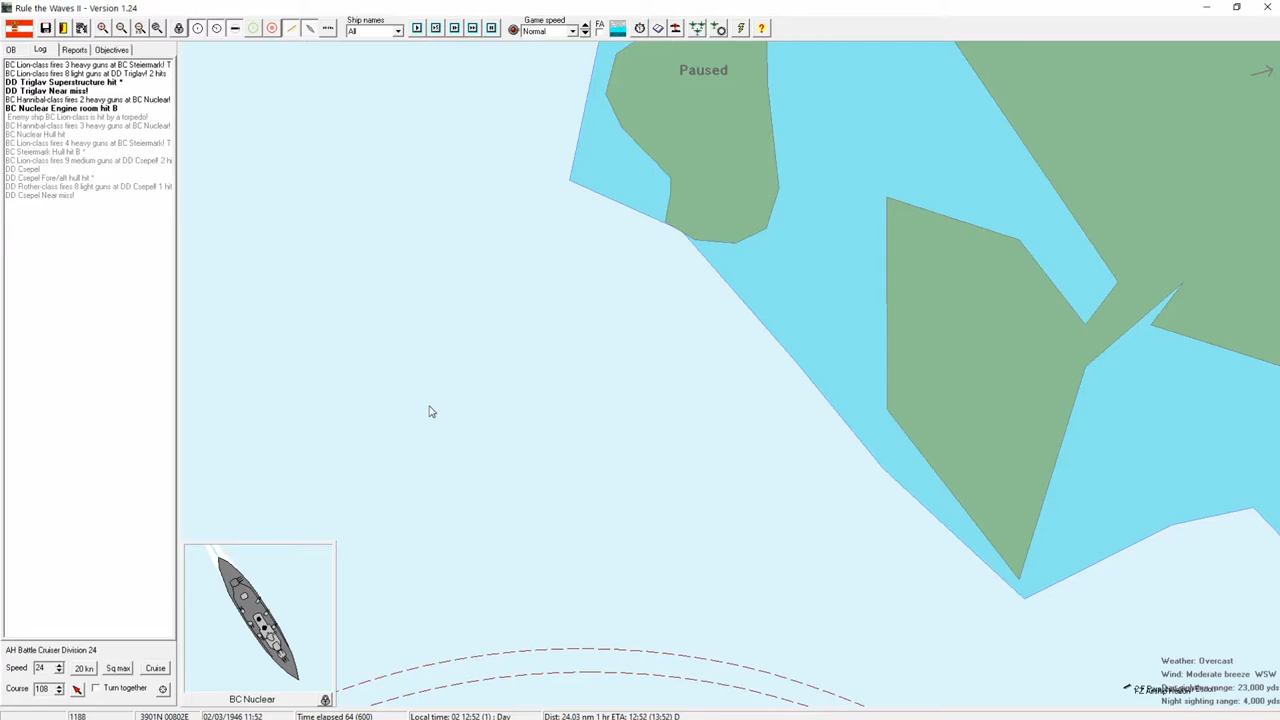 Rule the Waves II - Version 1.24
Ship names
All
Game speed
Normal
FA
OB
Log
Reports
Objectives
Paused
BC Lion-class fires 3 heavy guns at BC Steiermark! T
BC Lion-class fires 8 light guns at DD Triglav! 2 hits
DD Triglav Superstructure hit *
DD Triglav Near miss!
BC Hannibal-class fires 2 heavy guns at BC Nuclear!
BC Nuclear Engine room hit B
Enemy ship BC Lion-class is hit by a torpedo!
BC Hannibal-class fires 3 heavy guns at BC Nuclear!
BC Nuclear Hull hit
BC Lion-class fires 4 heavy guns at BC Steiermark! T
BC Steiermark Hull hit B *
BC Lion-class fires 9 medium guns at DD Csepel! 2 hi
DD Csepel
DD Csepel Fore/aft hull hit *
DD Rother-class fires 8 light guns at DD Csepel! 1 hit
DD Csepel Near miss!
AH Battle Cruiser Division 24
Speed 24 20 kn Sq max Cruise
Course 108 Turn together
BC Nuclear
Weather: Overcast
Wind: Moderate breeze WSW
23,000 yds
Night sighting range: 4,000 yds
1188
3901N 0080Z E
02/03/1946 11:52
Time elapsed 64 (600)
Local time: 02 12:52 (1) : Day
Dist: 24.03 nm 1 hr ETA: 12:52 (13:52) D